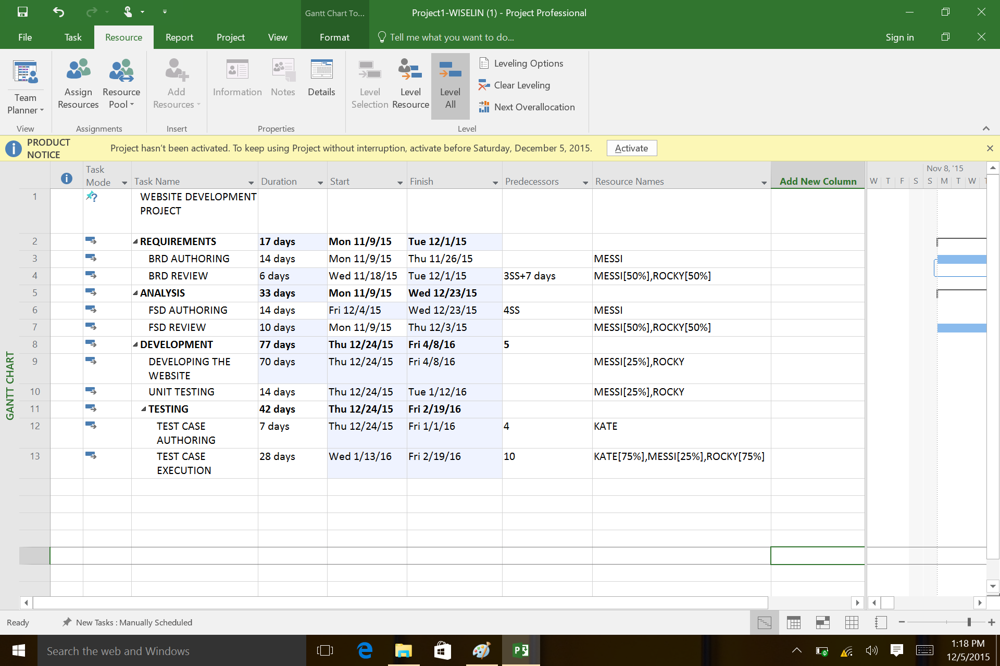 Gantt Chart To...
Project1-WISELIN (1) - Project Professional
File Task Resource Report Project View Format Tell me what you want to do... Sign in
Team Planner
Assign Resources
Resource Pool
Add Resources
Information
Notes
Details
Level Selection
Level Resource
Level All
Leveling Options
Clear Leveling
Next Overallocation
View Assignments Insert Properties Level
PRODUCT NOTICE
Project hasn't been activated. To keep using Project without interruption, activate before Saturday, December 5, 2015. Activate
Task Mode Task Name Duration Start Finish Predecessors Resource Names Add New Column
Nov 8, '15
W T F S S M T W T
1 WEBSITE DEVELOPMENT PROJECT
2 REQUIREMENTS 17 days Mon 11/9/15 Tue 12/1/15
3 BRD AUTHORING 14 days Mon 11/9/15 Thu 11/26/15 MESSI
4 BRD REVIEW 6 days Wed 11/18/15 Tue 12/1/15 3SS+7 days MESSI[50%],ROCKY[50%]
5 ANALYSIS 33 days Mon 11/9/15 Wed 12/23/15
6 FSD AUTHORING 14 days Fri 12/4/15 Wed 12/23/15 4SS MESSI
7 FSD REVIEW 10 days Mon 11/9/15 Thu 12/3/15 MESSI[50%],ROCKY[50%]
8 DEVELOPMENT 77 days Thu 12/24/15 Fri 4/8/16 5
9 DEVELOPING THE WEBSITE 70 days Thu 12/24/15 Fri 4/8/16 MESSI[25%],ROCKY
10 UNIT TESTING 14 days Thu 12/24/15 Tue 1/12/16 MESSI[25%],ROCKY
11 TESTING 42 days Thu 12/24/15 Fri 2/19/16
12 TEST CASE AUTHORING 7 days Thu 12/24/15 Fri 1/1/16 4 KATE
13 TEST CASE EXECUTION 28 days Wed 1/13/16 Fri 2/19/16 10 KATE[75%],MESSI[25%],ROCKY[75%]
GANTT CHART
Ready New Tasks : Manually Scheduled
Search the web and Windows
1:18 PM
12/5/2015